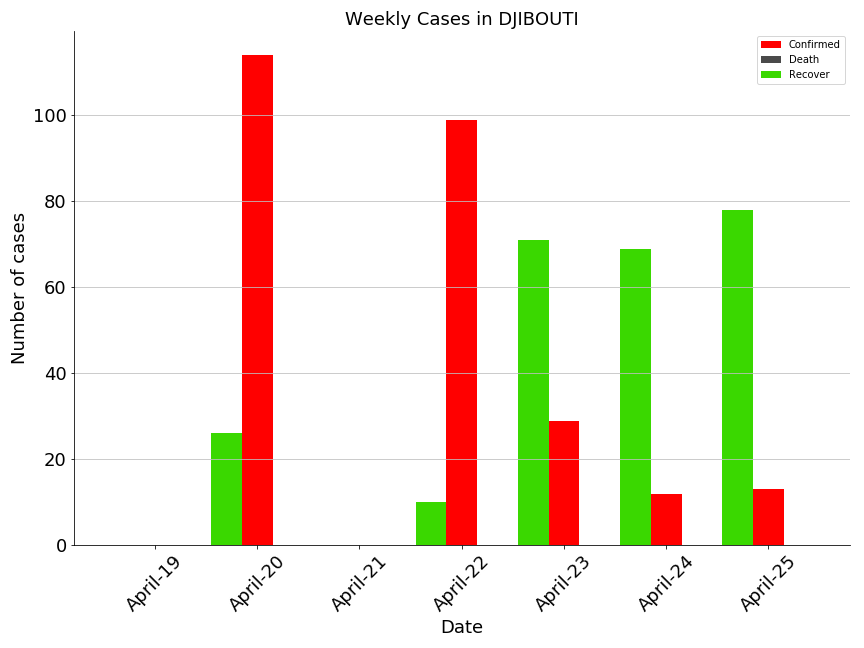 Weekly Cases in DJIBOUTI
Confirmed
Death
Recover
Number of cases
100
80
60
40
20
0
April-19
April-20
April-21
April-22
April-23
April-24
April-25
Date